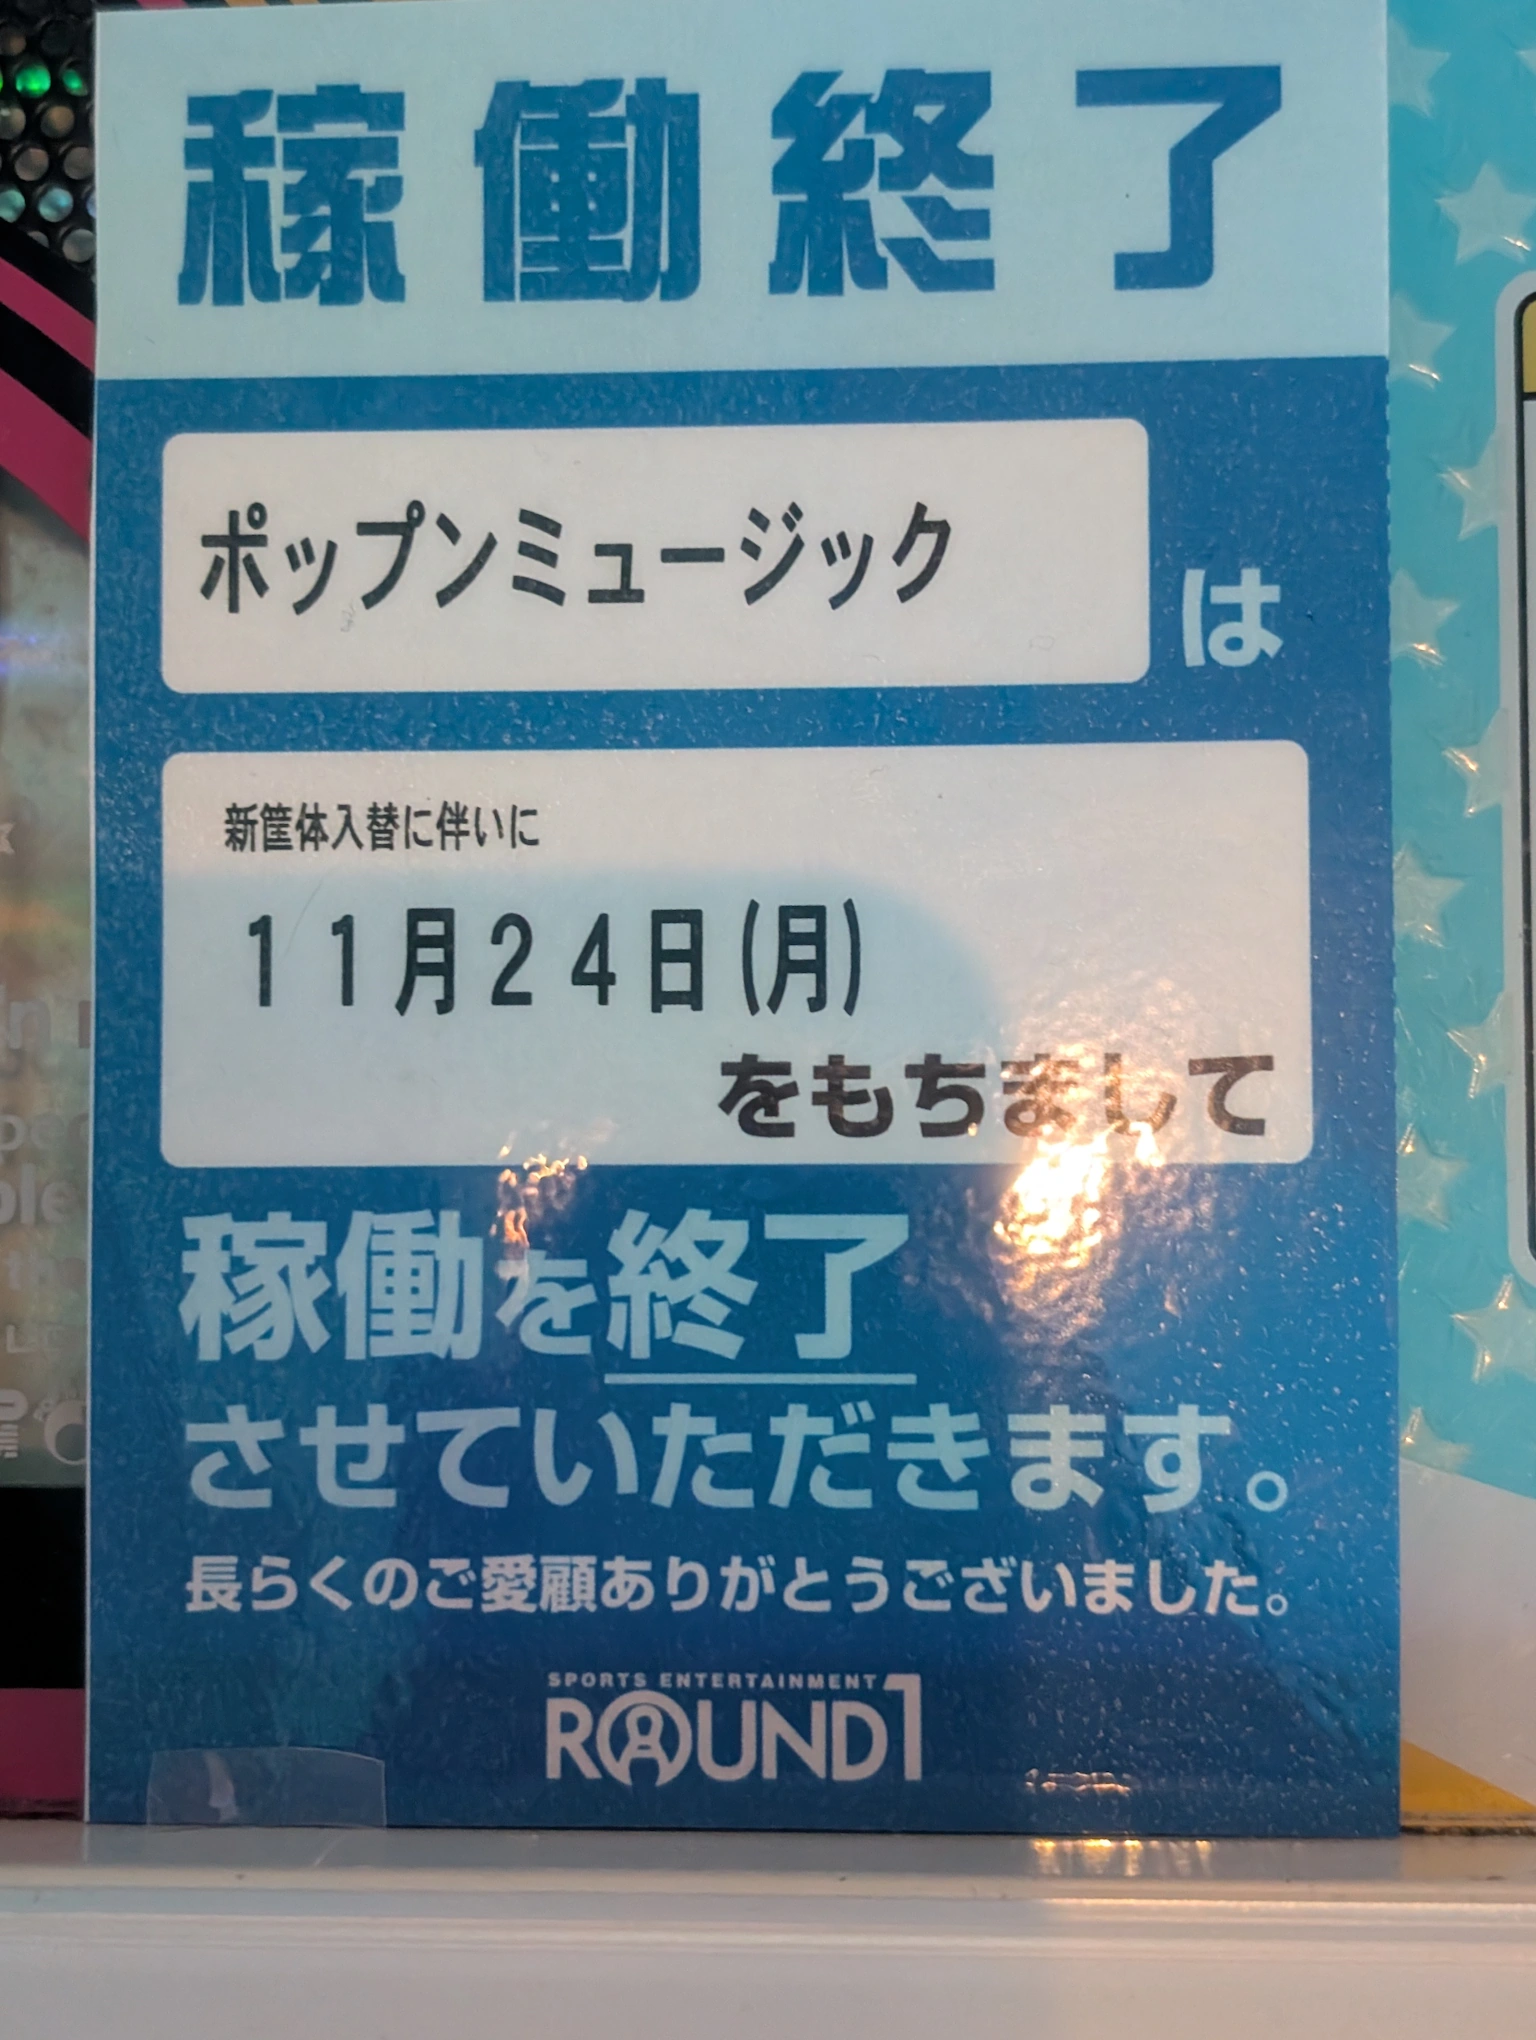 稼働終了
ポップンミュージック
は
新筐体入替に伴いに
11月24日(月)
をもちまして
稼働を終了
させていただきます。
長らくのご愛顧ありがとうございました。
SPORTS ENTERTAINMENT
ROUND1